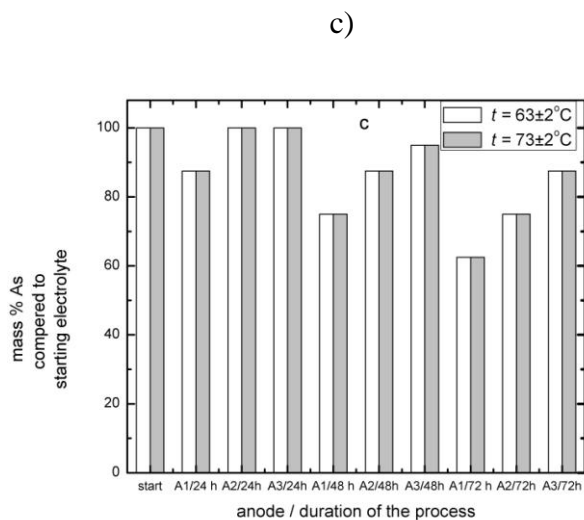 c)
c
t = 63±2°C
t = 73±2°C
mass % As
compered to
starting electrolyte
100
80
60
40
20
0
start A1/24 h A2/24h A3/24h A1/48 h A2/48h A3/48h A1/72 h A2/72h A3/72h
anode / duration of the process